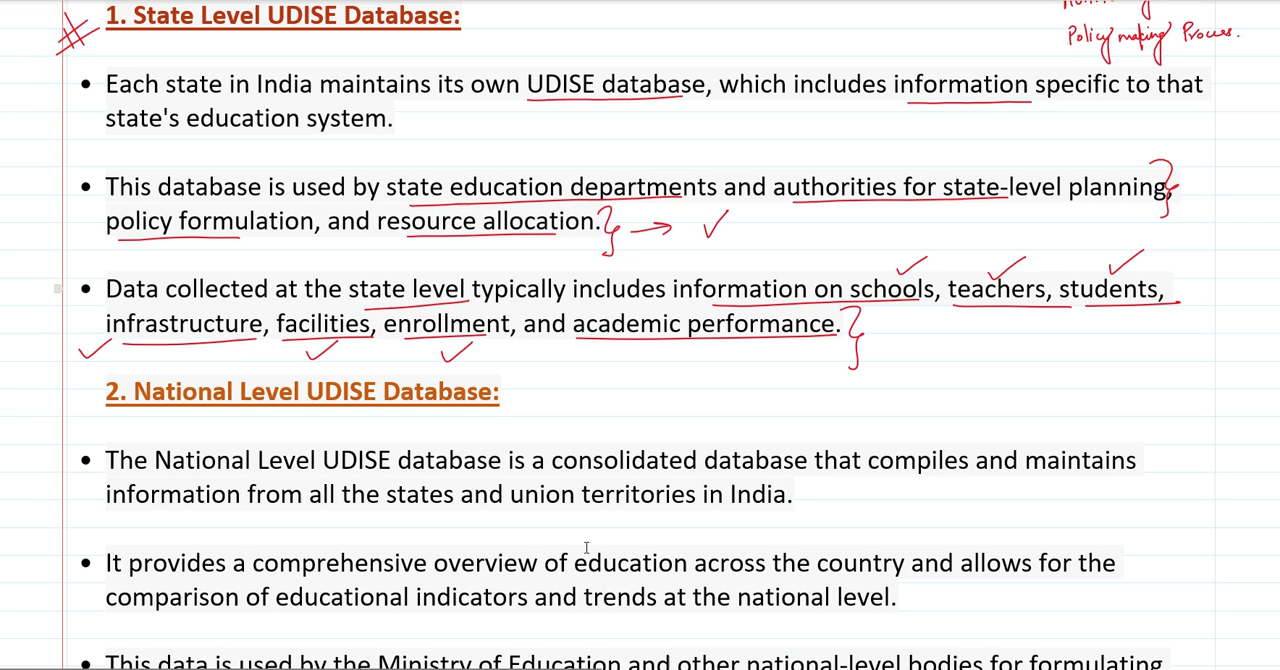 1. State Level UDISE Database:
Policy making Process.
• Each state in India maintains its own UDISE database, which includes information specific to that
state's education system.
• This database is used by state education departments and authorities for state-level planning,
policy formulation, and resource allocation.
• Data collected at the state level typically includes information on schools, teachers, students,
infrastructure, facilities, enrollment, and academic performance.
2. National Level UDISE Database:
• The National Level UDISE database is a consolidated database that compiles and maintains
information from all the states and union territories in India.
• It provides a comprehensive overview of education across the country and allows for the
comparison of educational indicators and trends at the national level.
• This data is used by the Ministry of Education and other national-level bodies for formulating